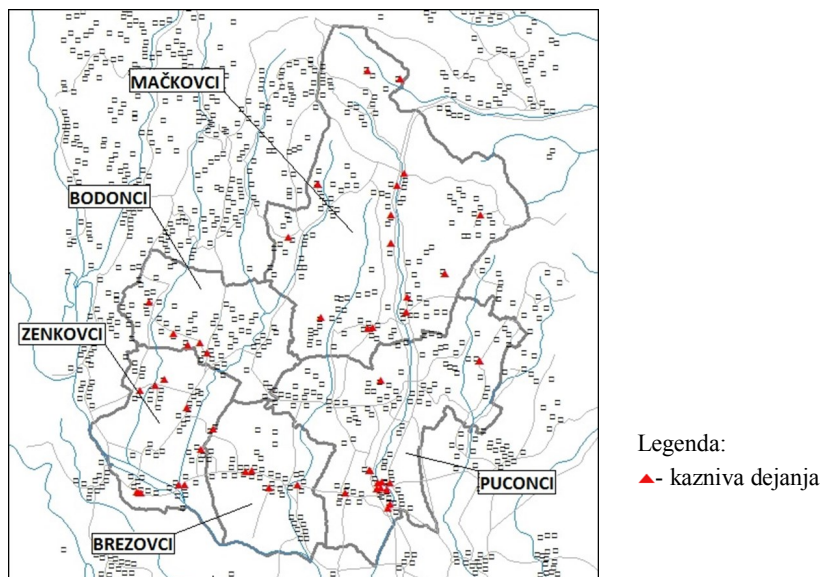 MAČKOVCI
BODONCI
ZENKOVCI
PUCONCI
BREZOVCI
Legenda:
- kazniva dejanja